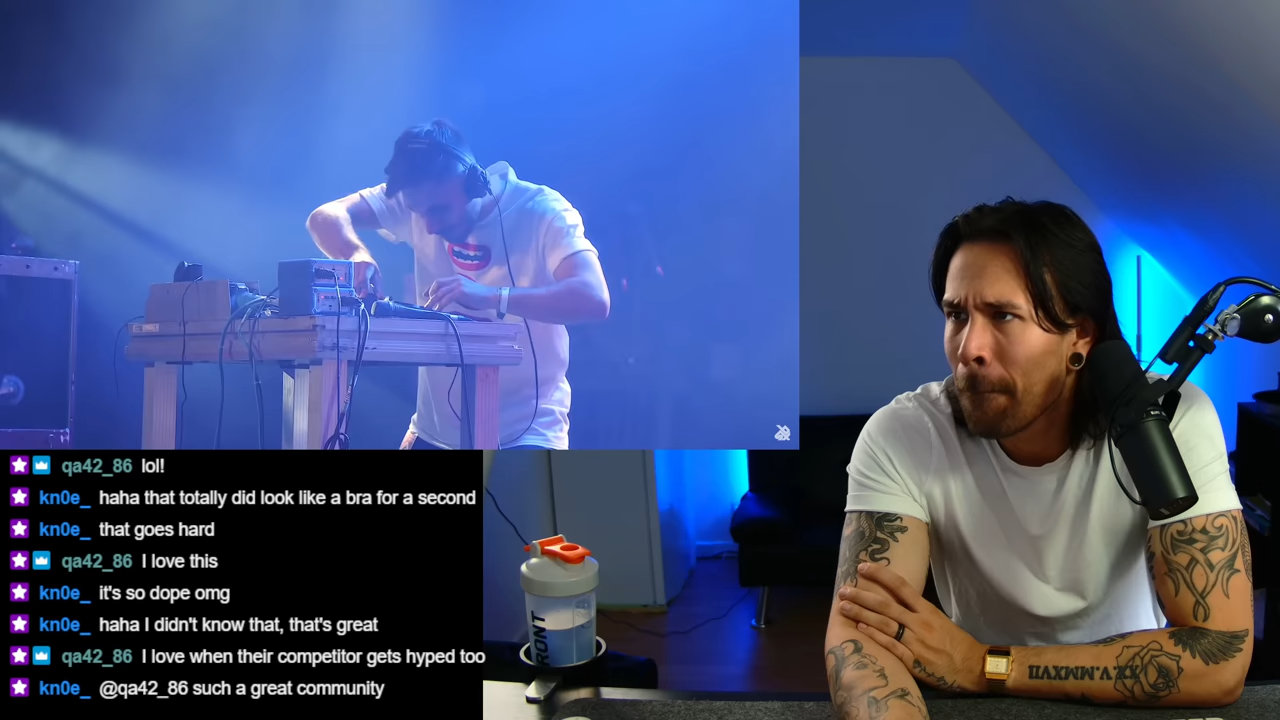 qa42_86 lol!
kn0e_ haha that totally did look like a bra for a second
kn0e_ that goes hard
qa42_86 I love this
kn0e_ it's so dope omg
kn0e_ haha I didn't know that, that's great
qa42_86 I love when their competitor gets hyped too
kn0e_ @qa42_86 such a great community
RONT
XX.V.MMXVII